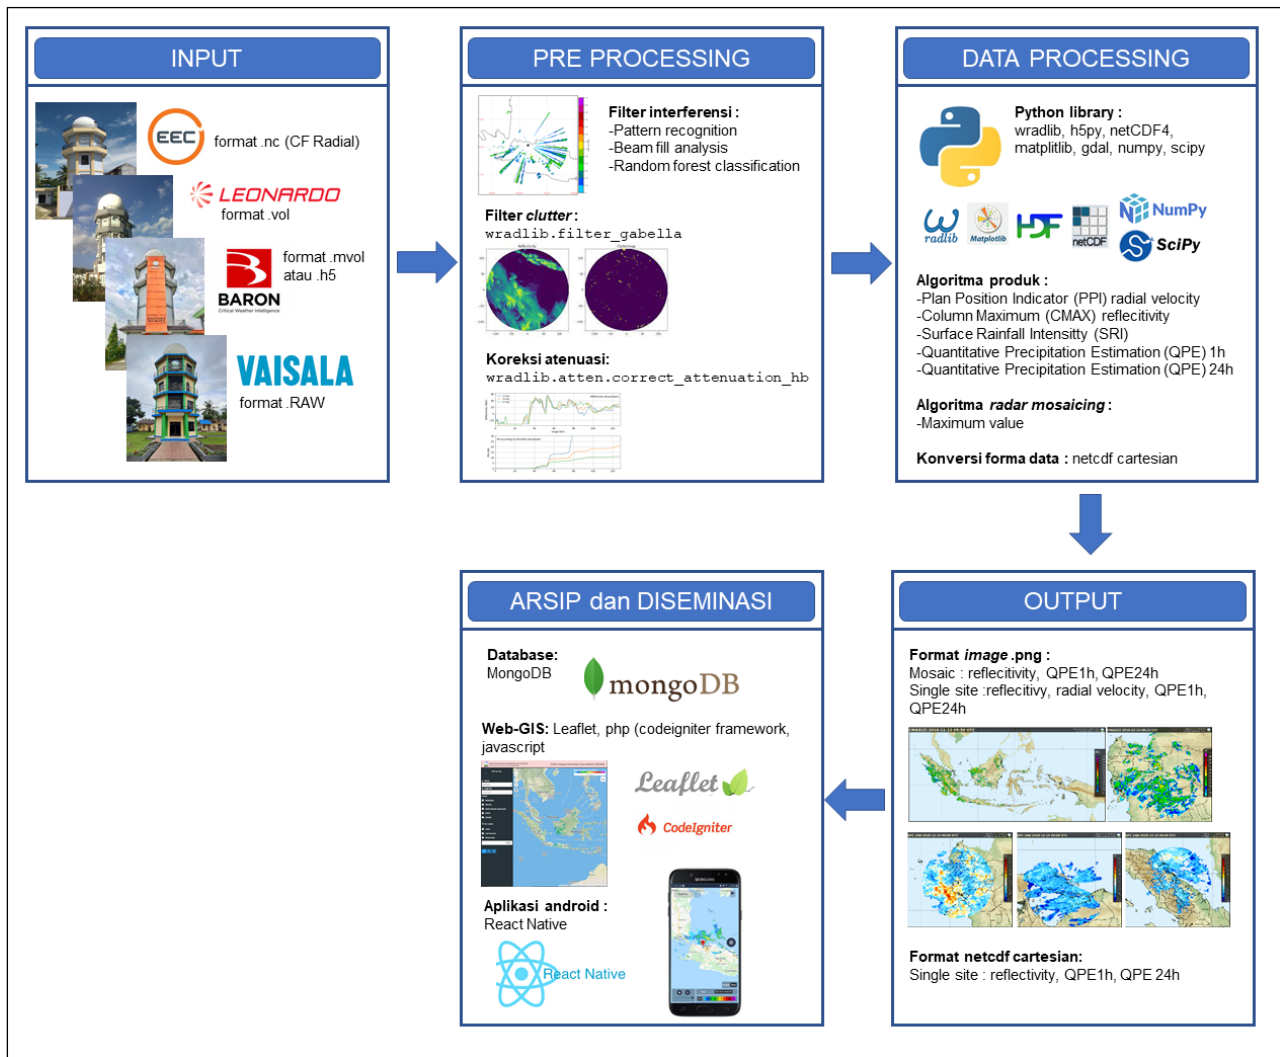 INPUT
EEC
format .nc (CF Radial)
LEONARDO
format .vol
format .mvol
atau .h5
BARON
Critical Weather Intelligence
VAISALA
format .RAW
PRE PROCESSING
Filter interferensi :
-Pattern recognition
-Beam fill analysis
-Random forest classification
Filter clutter :
wradlib.filter_gabella
Koreksi atenuasi:
wradlib.atten.correct_attenuation_hb
DATA PROCESSING
Python library :
wradlib, h5py, netCDF4,
matplitlib, gdal, numpy, scipy
radlib
Matplotlib
HDF
netCDF
NumPy
SciPy
Algoritma produk :
-Plan Position Indicator (PPI) radial velocity
-Column Maximum (CMAX) reflecitivity
-Surface Rainfall Intensitty (SRI)
-Quantitative Precipitation Estimation (QPE) 1h
-Quantitative Precipitation Estimation (QPE) 24h
Algoritma radar mosaicing :
-Maximum value
Konversi forma data : netcdf cartesian
ARSIP dan DISEMINASI
Database:
MongoDB
mongoDB
Web-GIS: Leaflet, php (codeigniter framework,
javascript
Leaflet
CodeIgniter
Aplikasi android :
React Native
React Native
SAMSUNG
OUTPUT
Format image .png :
Mosaic : reflecitivity, QPE1h, QPE24h
Single site :reflecitivy, radial velocity, QPE1h,
QPE24h
Format netcdf cartesian:
Single site : reflectivity, QPE1h, QPE 24h